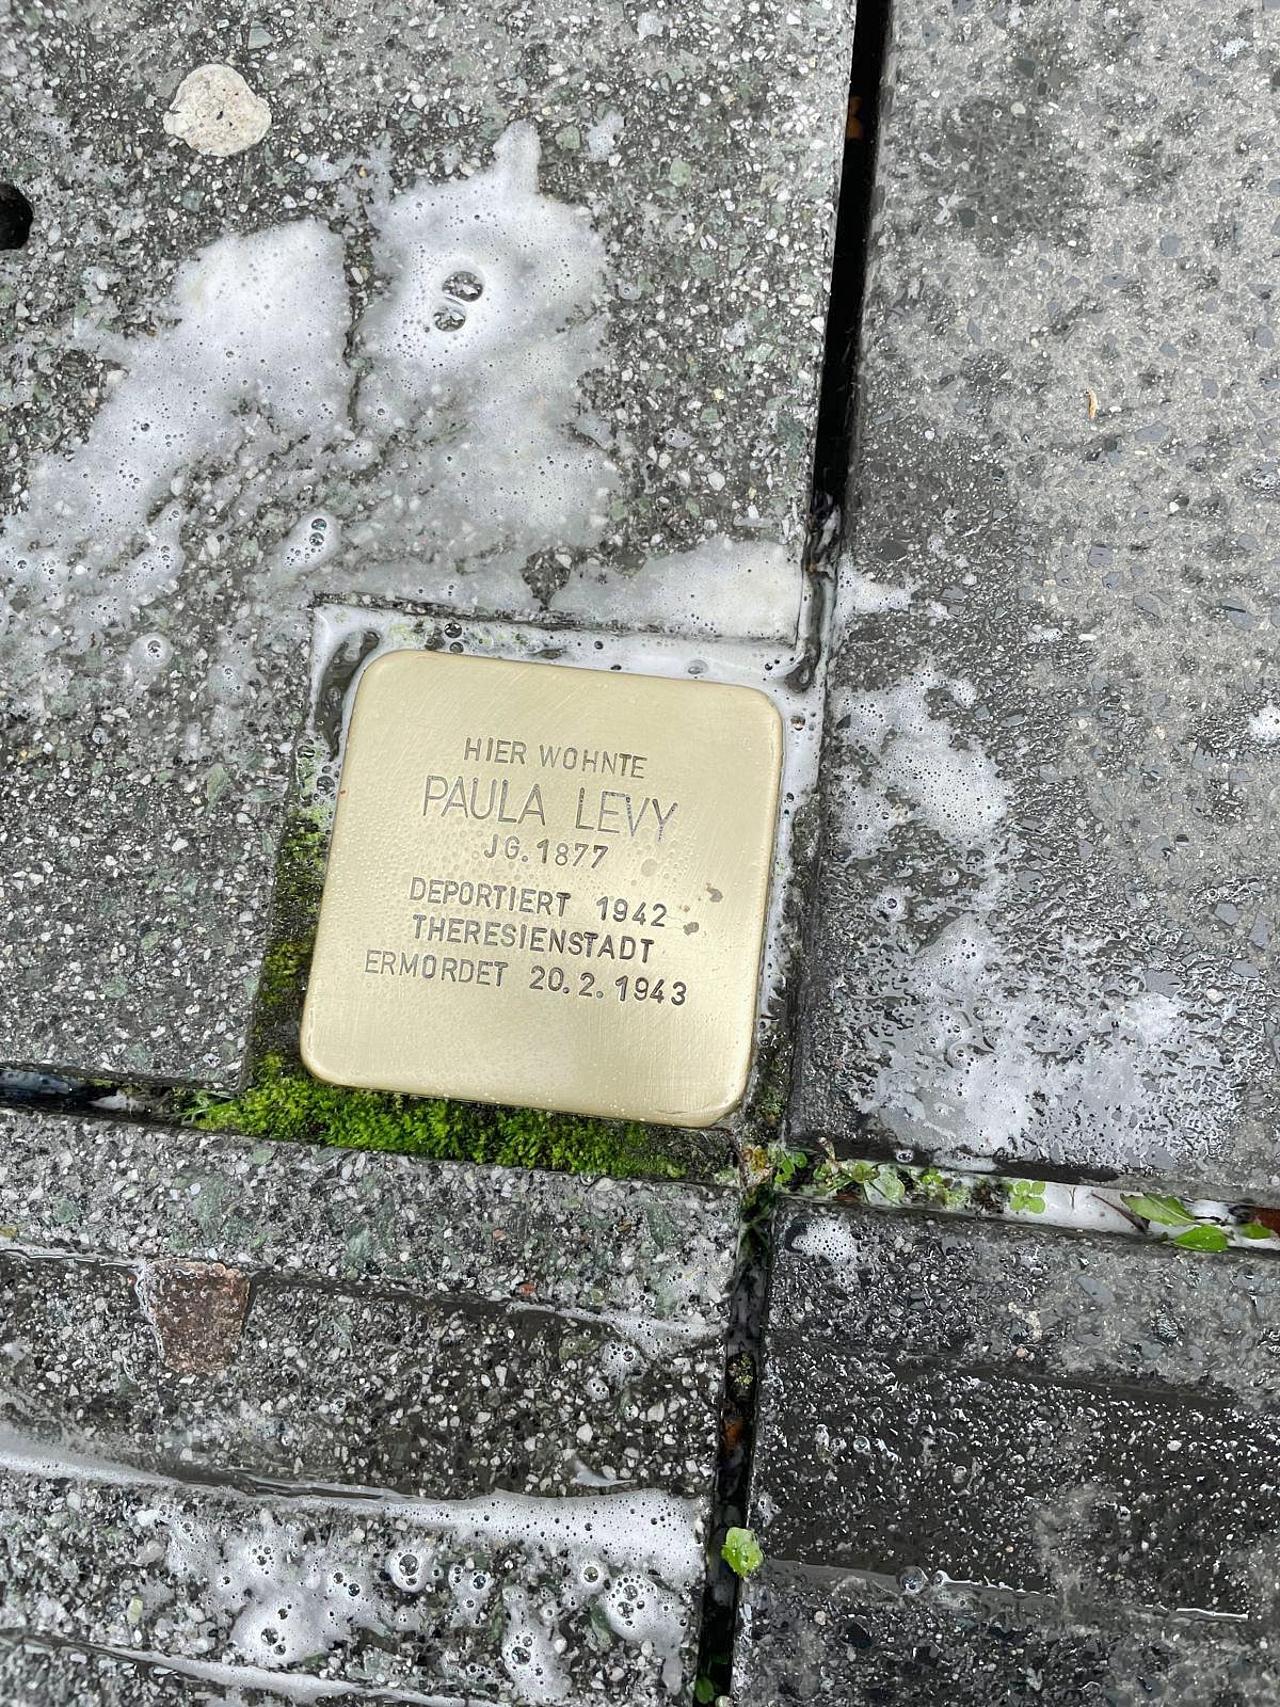 HIER WOHNTE
PAULA LEVY
JG. 1877
DEPORTIERT 1942
THERESIENSTADT
ERMORDET 20.2.1943